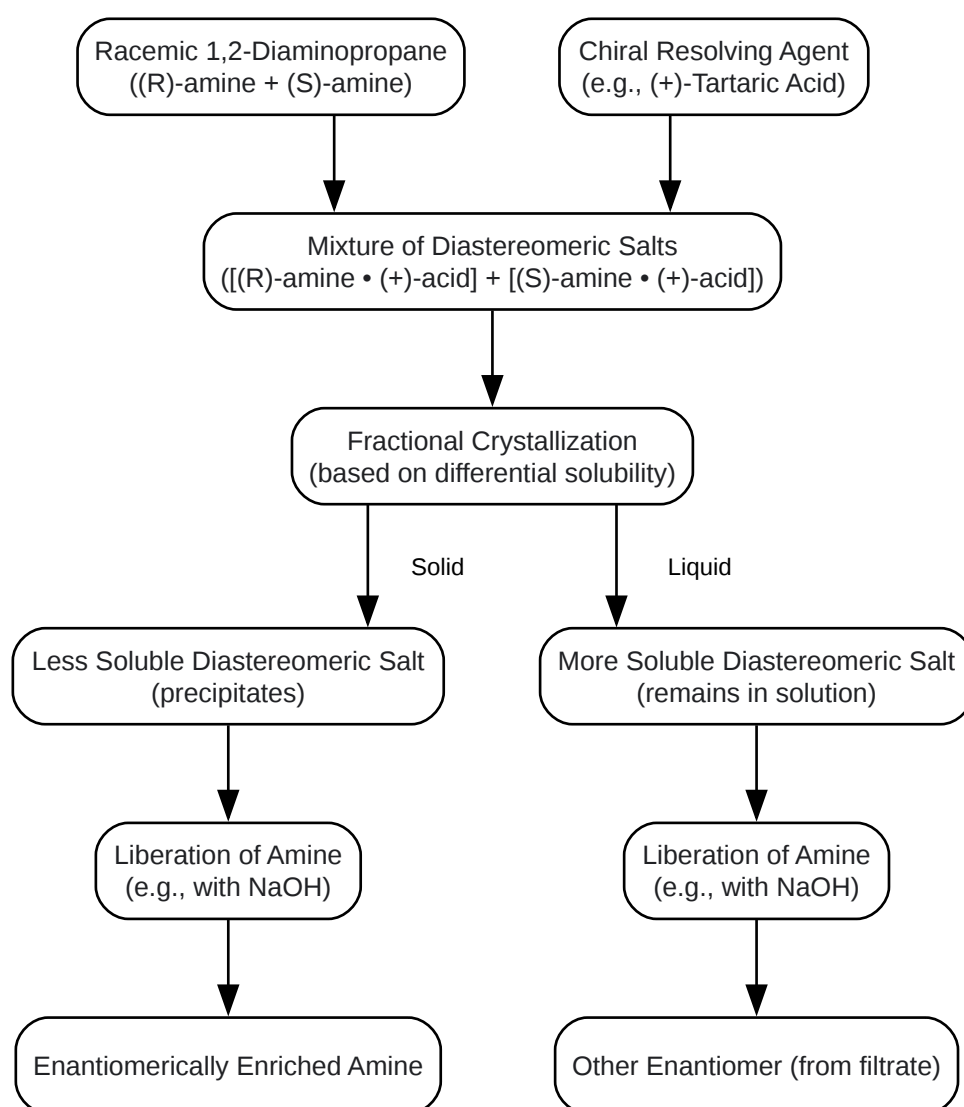 Racemic 1,2-Diaminopropane
((R)-amine + (S)-amine)
Chiral Resolving Agent
(e.g., (+)-Tartaric Acid)
Mixture of Diastereomeric Salts
([(R)-amine • (+)-acid] + [(S)-amine • (+)-acid])
Fractional Crystallization
(based on differential solubility)
Solid
Liquid
Less Soluble Diastereomeric Salt
(precipitates)
More Soluble Diastereomeric Salt
(remains in solution)
Liberation of Amine
(e.g., with NaOH)
Liberation of Amine
(e.g., with NaOH)
Enantiomerically Enriched Amine
Other Enantiomer (from filtrate)